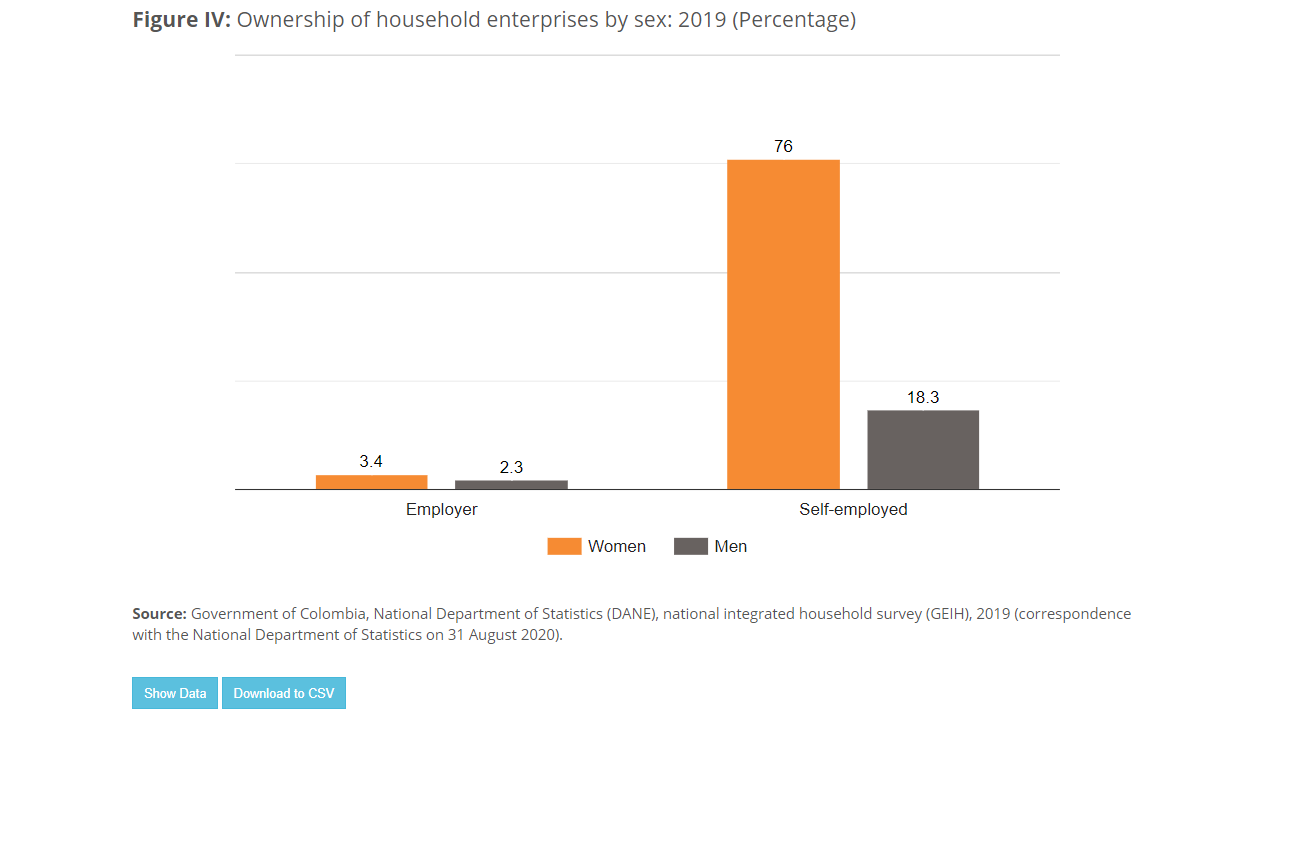 Figure IV: Ownership of household enterprises by sex: 2019 (Percentage)
76
18.3
3.4
2.3
Employer
Self-employed
Women
Men
Source: Government of Colombia, National Department of Statistics (DANE), national integrated household survey (GEIH), 2019 (correspondence
with the National Department of Statistics on 31 August 2020).
Show Data
Download to CSV